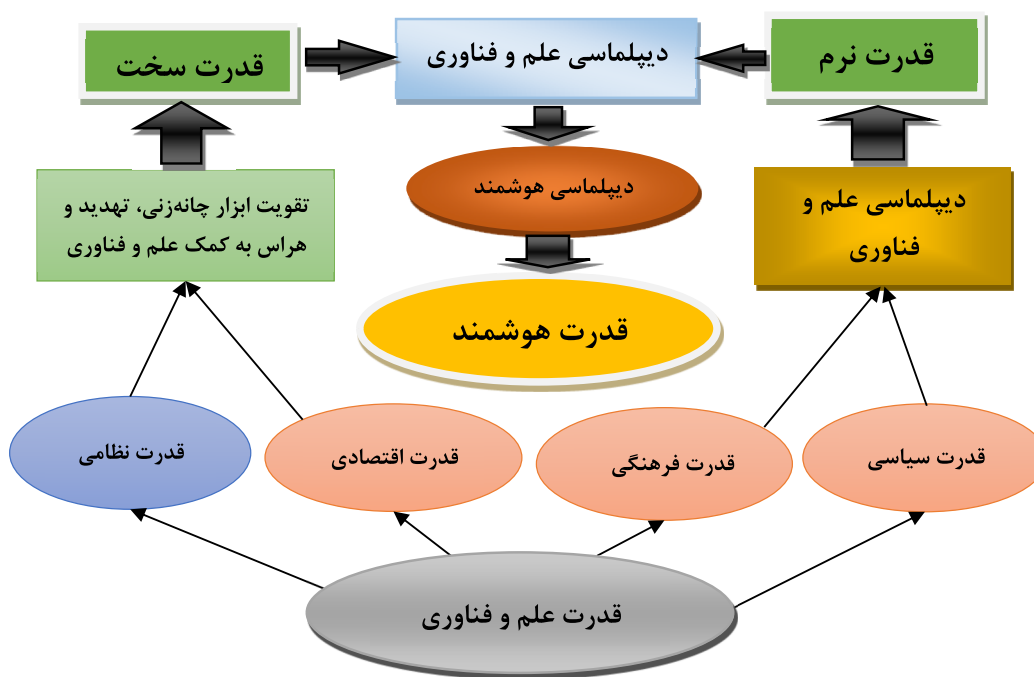 قدرت نرم
دیپلماسی علم و فناوری
قدرت سخت
دیپلماسی علم و
فناوری
دیپلماسی هوشمند
تقویت ابزار چانه‌زنی، تهدید و
هراس به کمک علم و فناوری
قدرت هوشمند
قدرت سیاسی
قدرت فرهنگی
قدرت اقتصادی
قدرت نظامی
قدرت علم و فناوری